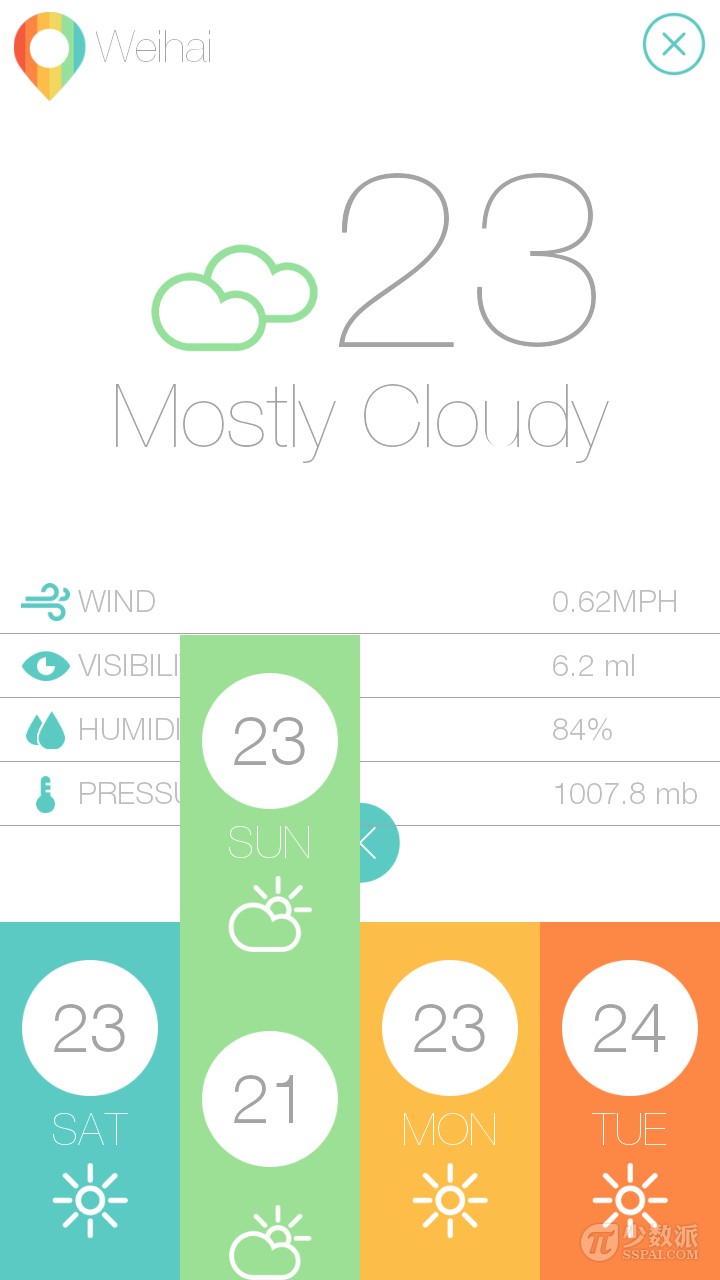 Weihai
23
Mostly Cloudy
WIND 0.62MPH
VISIBILI 6.2 ml
HUMIDI 84%
PRESSU 1007.8 mb
23
SUN
21
23
SAT
23
MON
24
TUE
少数派
SSPAI.COM